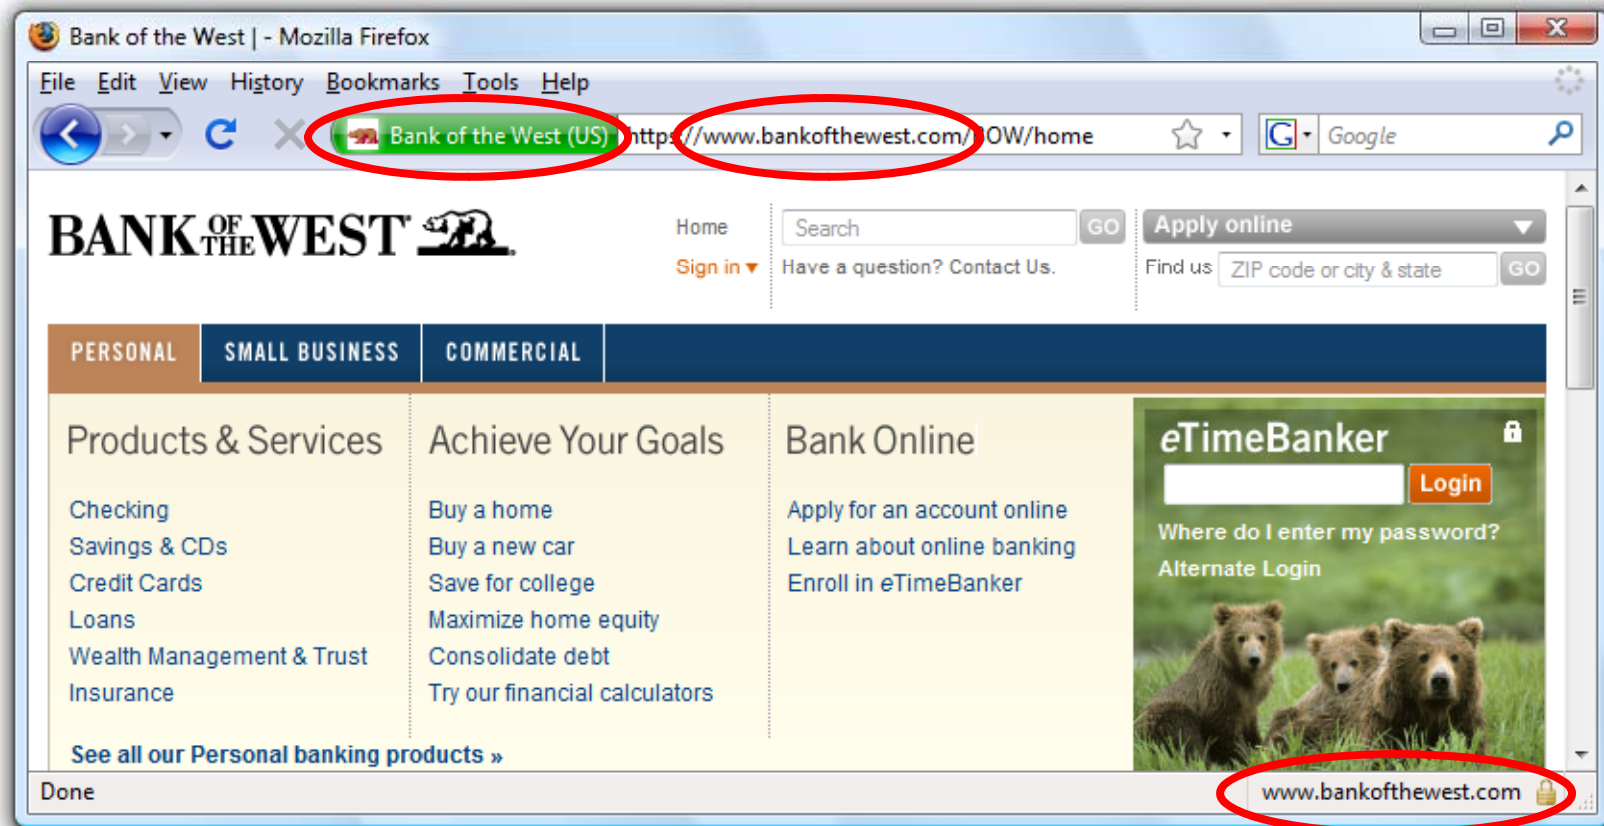 Bank of the West | - Mozilla Firefox
File Edit View History Bookmarks Tools Help
Bank of the West (US) https://www.bankofthewest.com/BOW/home G Google
BANK OF THE WEST
Home Search GO Apply online
Sign in Have a question? Contact Us. Find us ZIP code or city & state GO
PERSONAL SMALL BUSINESS COMMERCIAL
Products & Services
Checking
Savings & CDs
Credit Cards
Loans
Wealth Management & Trust
Insurance
See all our Personal banking products »
Achieve Your Goals
Buy a home
Buy a new car
Save for college
Maximize home equity
Consolidate debt
Try our financial calculators
Bank Online
Apply for an account online
Learn about online banking
Enroll in eTimeBanker
eTimeBanker
Login
Where do I enter my password?
Alternate Login
Done www.bankofthewest.com